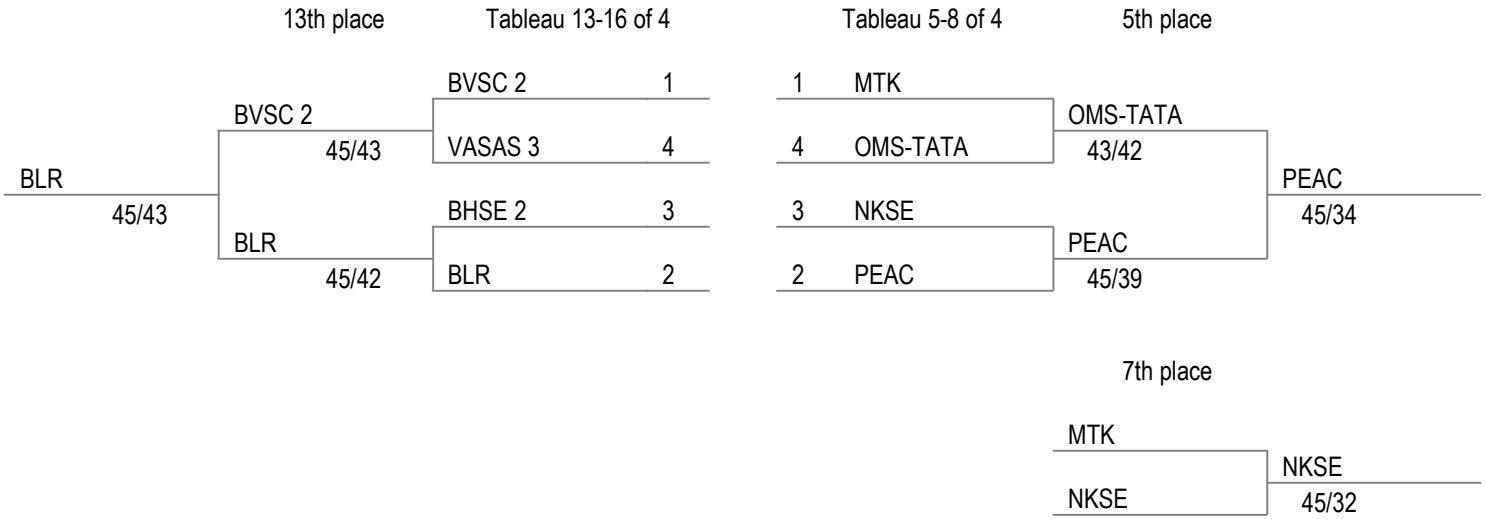 13th place Tableau 13-16 of 4 Tableau 5-8 of 4 5th place
BVSC 2 1 1 MTK
BVSC 2 OMS-TATA
45/43 VASAS 3 4 4 OMS-TATA 43/42
BLR PEAC
45/43 BHSE 2 3 3 NKSE 45/34
BLR PEAC
45/42 BLR 2 2 PEAC 45/39
7th place
MTK
NKSE
NKSE 45/32